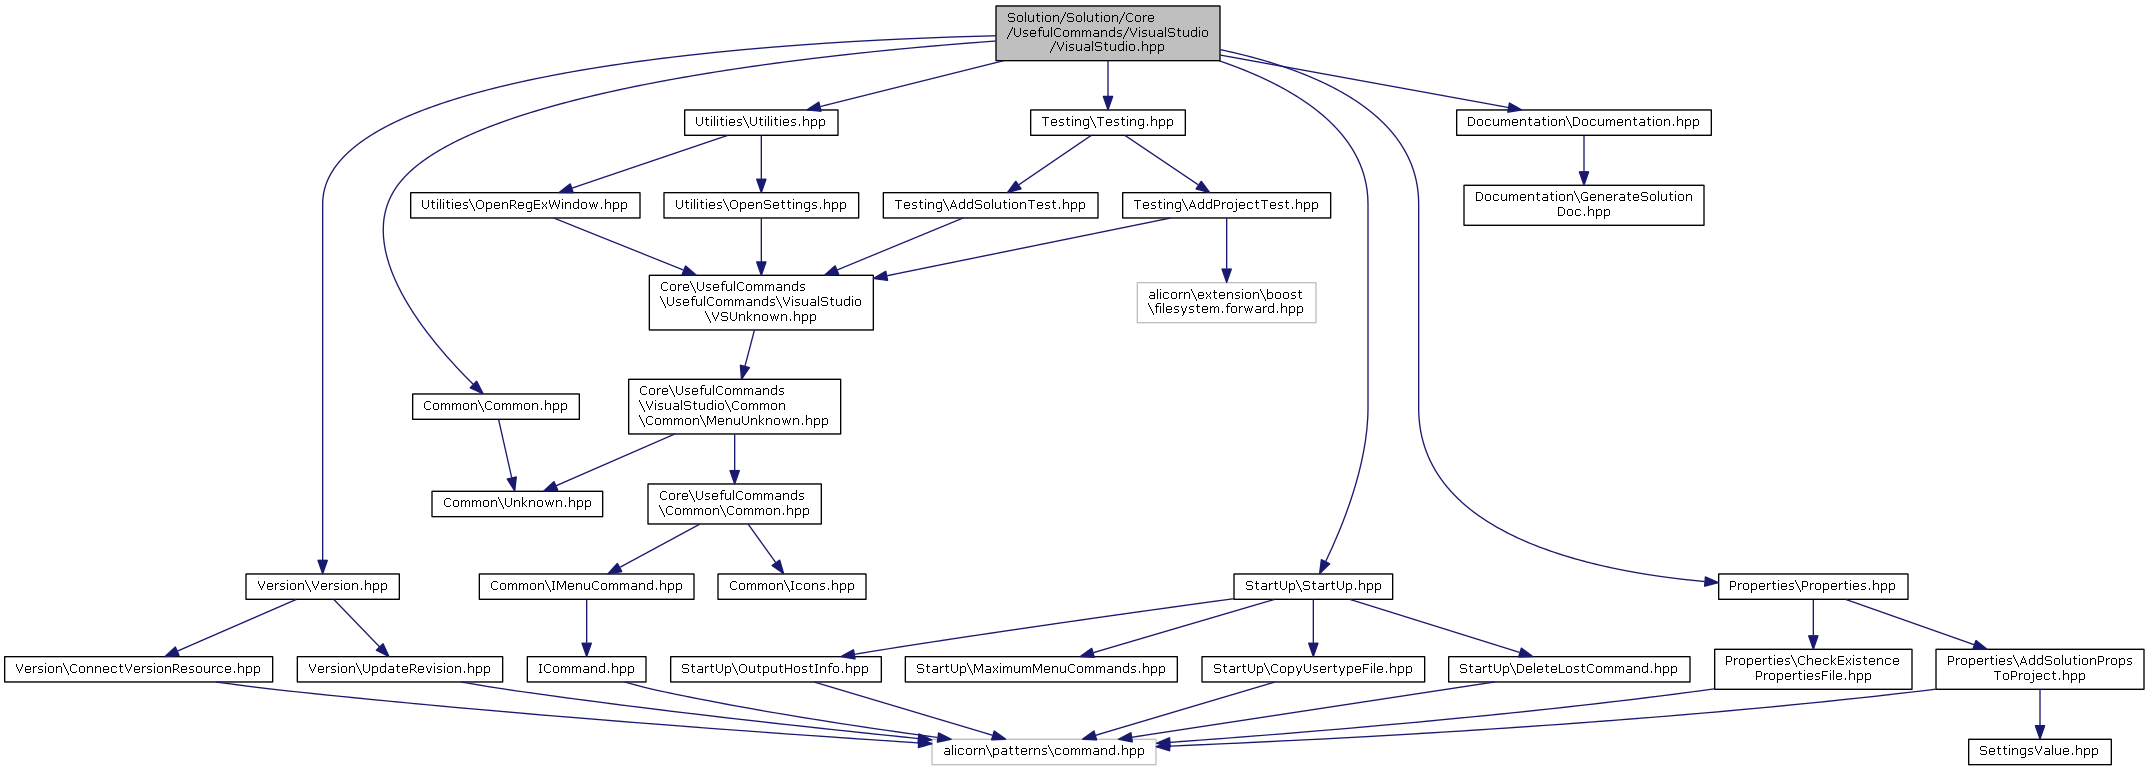 Solution/Solution/Core
/UsefulCommands/VisualStudio
/VisualStudio.hpp
Utilities\Utilities.hpp
Testing\Testing.hpp
Documentation\Documentation.hpp
Utilities\OpenRegExWindow.hpp
Utilities\OpenSettings.hpp
Testing\AddSolutionTest.hpp
Testing\AddProjectTest.hpp
Documentation\GenerateSolution
Doc.hpp
Core\UsefulCommands
\UsefulCommands\VisualStudio
\VSUnknown.hpp
alicorn\extension\boost
\filesystem.forward.hpp
Common\Common.hpp
Core\UsefulCommands
\VisualStudio\Common
\Common\MenuUnknown.hpp
Common\Unknown.hpp
Core\UsefulCommands
\Common\Common.hpp
Version\Version.hpp
Common\IMenuCommand.hpp
Common\Icons.hpp
StartUp\StartUp.hpp
Properties\Properties.hpp
Version\ConnectVersionResource.hpp
Version\UpdateRevision.hpp
ICommand.hpp
StartUp\OutputHostInfo.hpp
StartUp\MaximumMenuCommands.hpp
StartUp\CopyUsertypeFile.hpp
StartUp\DeleteLostCommand.hpp
Properties\CheckExistence
PropertiesFile.hpp
Properties\AddSolutionProps
ToProject.hpp
alicorn\patterns\command.hpp
SettingsValue.hpp